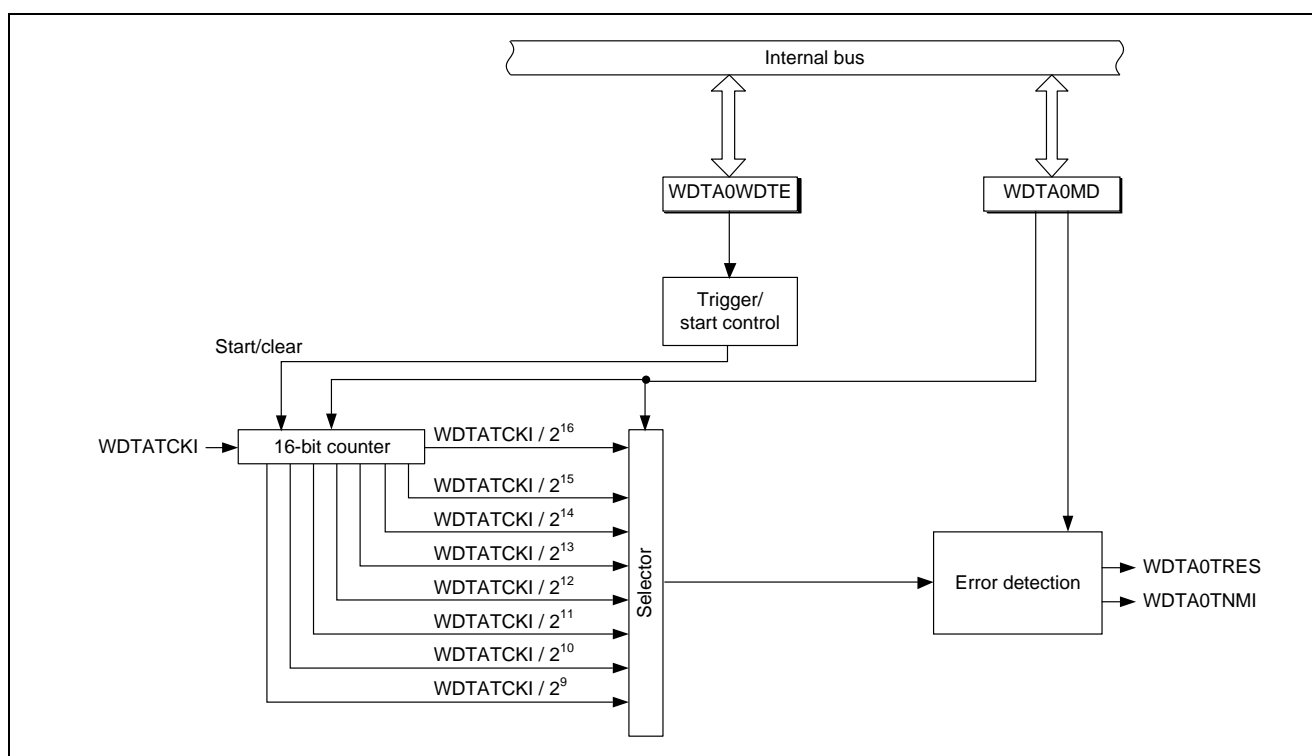 Internal bus
WDTA0WDTE
WDTA0MD
Trigger/
start control
Start/clear
WDTATCKI
16-bit counter
WDTATCKI / 2^16
WDTATCKI / 2^15
WDTATCKI / 2^14
WDTATCKI / 2^13
WDTATCKI / 2^12
WDTATCKI / 2^11
WDTATCKI / 2^10
WDTATCKI / 2^9
Selector
Error detection
WDTA0TRES
WDTA0TNMI